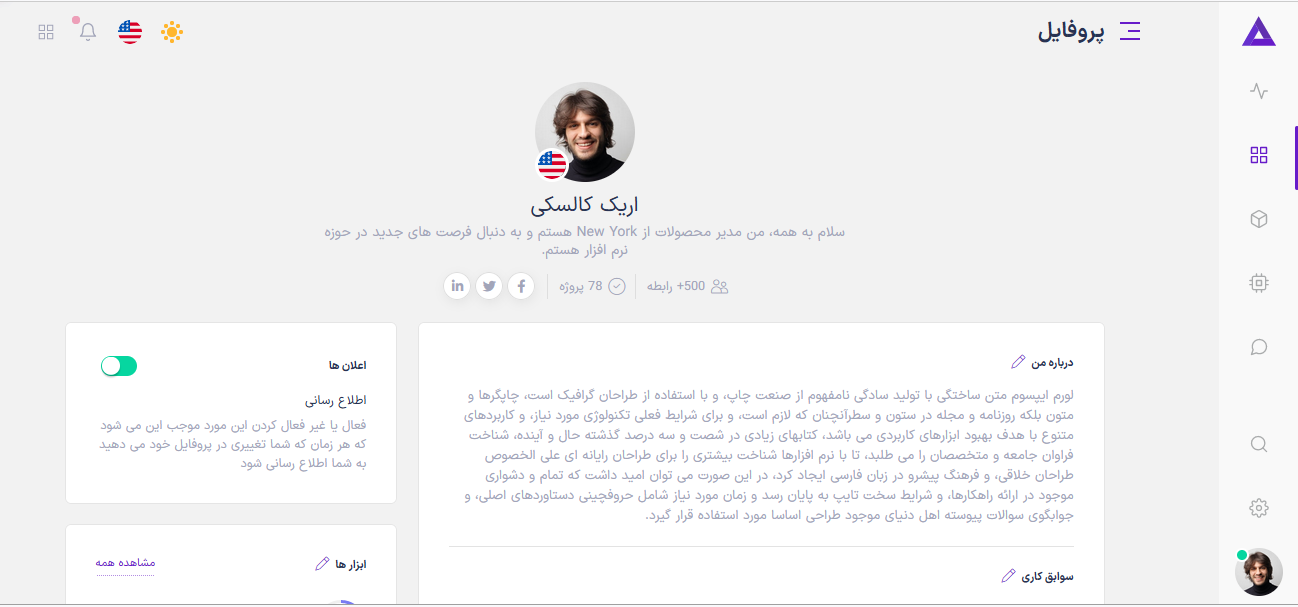 پروفایل
اریک کالسکی
سلام به همه، من مدیر محصولات از New York هستم و به دنبال فرصت های جدید در حوزه
نرم افزار هستم.
500+ رابطه
78 پروژه
درباره من
لورم ایپسوم متن ساختگی با تولید سادگی نامفهوم از صنعت چاپ، و با استفاده از طراحان گرافیک است، چاپگرها و
متون بلکه روزنامه و مجله در ستون و سطرآنچنان که لازم است، و برای شرایط فعلی تکنولوژی مورد نیاز، و کاربردهای
متنوع با هدف بهبود ابزارهای کاربردی می باشد، کتابهای زیادی در شصت و سه درصد گذشته حال و آینده، شناخت
فراوان جامعه و متخصصان را می طلبد، تا با نرم افزارها شناخت بیشتری را برای طراحان رایانه ای علی الخصوص
طراحان خلاقی، و فرهنگ پیشرو در زبان فارسی ایجاد کرد، در این صورت می توان امید داشت که تمام و دشواری
موجود در ارائه راهکارها، و شرایط سخت تایپ به پایان رسد و زمان مورد نیاز شامل حروفچینی دستاوردهای اصلی، و
جوابگوی سوالات پیوسته اهل دنیای موجود طراحی اساسا مورد استفاده قرار گیرد.
سوابق کاری
اعلان ها
اطلاع رسانی
فعال یا غیر فعال کردن این مورد موجب این می شود
که هر زمان که شما تغییری در پروفایل خود می دهید
به شما اطلاع رسانی شود
ابزار ها
مشاهده همه